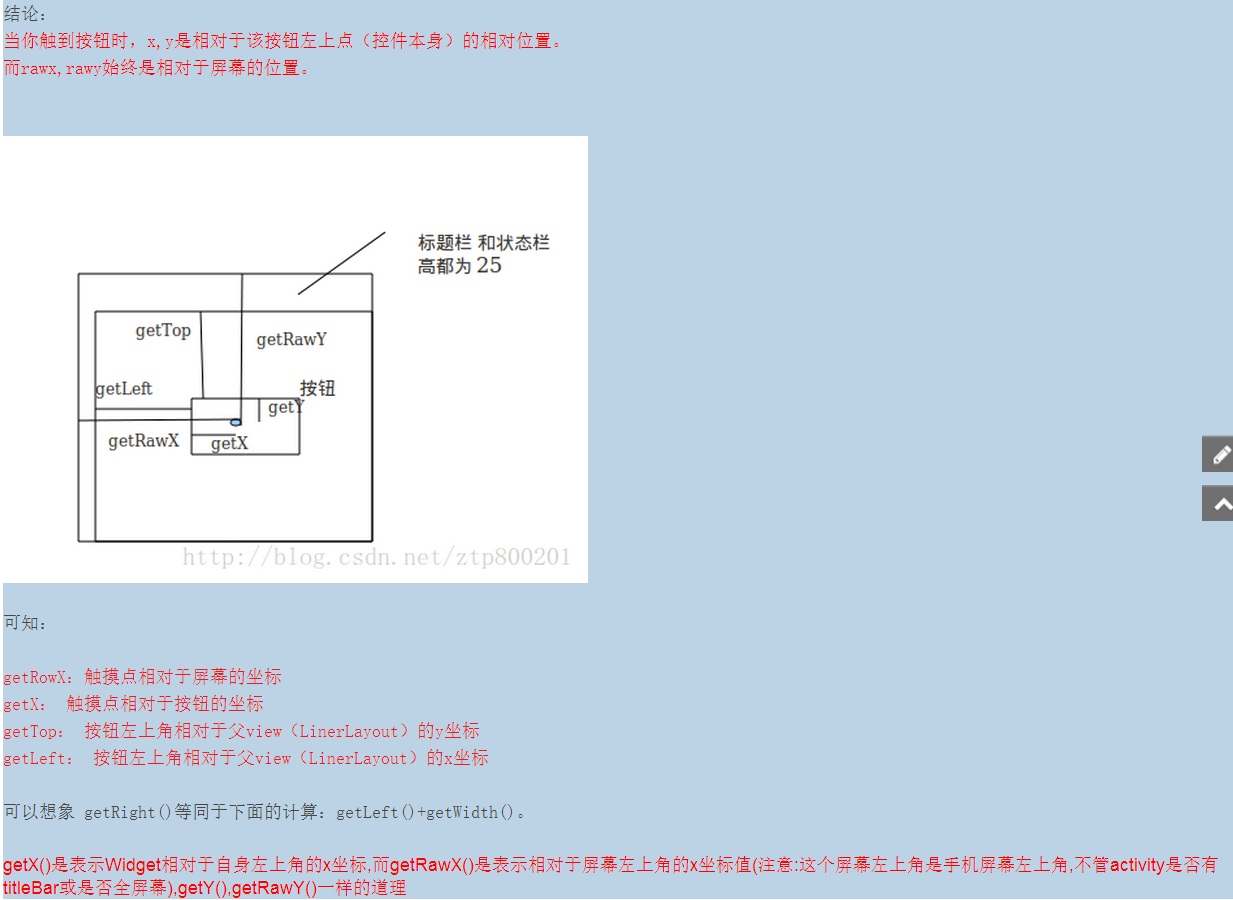 结论：
当你触到按钮时，x,y是相对于该按钮左上点（控件本身）的相对位置。
而rawx,rawy始终是相对于屏幕的位置。
标题栏 和状态栏
高都为 25
getTop
getRawY
getLeft
按钮
getY
getRawX
getX
http://blog.csdn.net/ztp800201
可知：
getRowX：触摸点相对于屏幕的坐标
getX： 触摸点相对于按钮的坐标
getTop： 按钮左上角相对于父view（LinerLayout）的y坐标
getLeft： 按钮左上角相对于父view（LinerLayout）的x坐标
可以想象 getRight()等同于下面的计算：getLeft()+getWidth()。
getX()是表示Widget相对于自身左上角的x坐标,而getRawX()是表示相对于屏幕左上角的x坐标值(注意:这个屏幕左上角是手机屏幕左上角,不管activity是否有
titleBar或是否全屏幕),getY(),getRawY()一样的道理